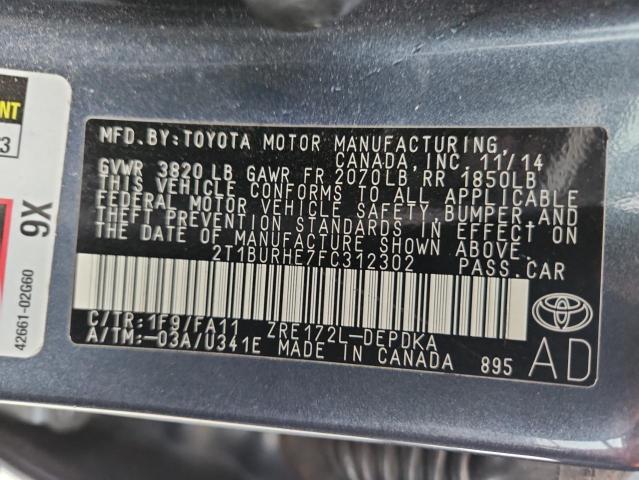 NT
3
9X
42661-02G60
MFD.BY:TOYOTA MOTOR MANUFACTURING,
CANADA, INC. 11/14
GVWR 3820 LB GAWR FR 2070LB RR 1850LB
THIS VEHICLE CONFORMS TO ALL APPLICABLE
FEDERAL MOTOR VEHICLE SAFETY, BUMPER AND
THEFT PREVENTION STANDARDS IN EFFECT ON
THE DATE OF MANUFACTURE SHOWN ABOVE.
2T1BURHE7FC312302 PASS.CAR
C/TR:1F9/FA11 ZRE172L-DEPDKA
A/TM:-03A/U341E MADE IN CANADA 895
AD
TOYOTA